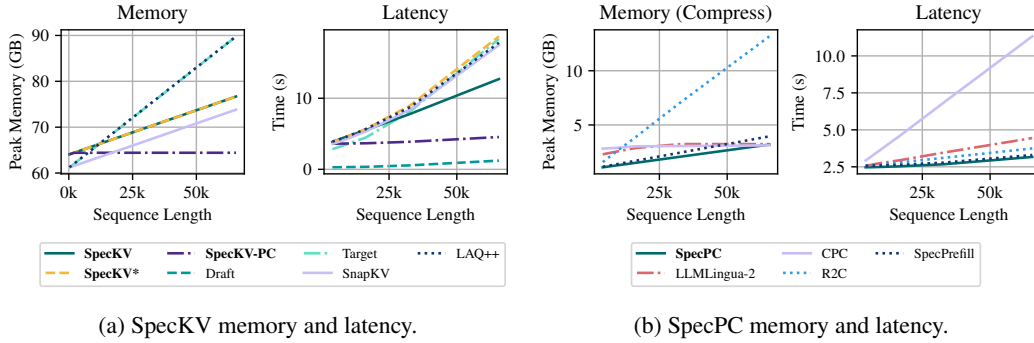 Memory
Latency
Memory (Compress)
Latency
Peak Memory (GB)
90
80
70
60
0k
25k
50k
Sequence Length
Time (s)
10
0
25k
50k
Sequence Length
Peak Memory (GB)
10
5
25k
50k
Sequence Length
Time (s)
10.0
7.5
5.0
2.5
25k
50k
Sequence Length
SpecKV
SpecKV-PC
Target
LAQ++
SpecKV*
Draft
SnapKV
SpecPC
CPC
SpecPrefill
LLMLingua-2
R2C
(a) SpecKV memory and latency.
(b) SpecPC memory and latency.